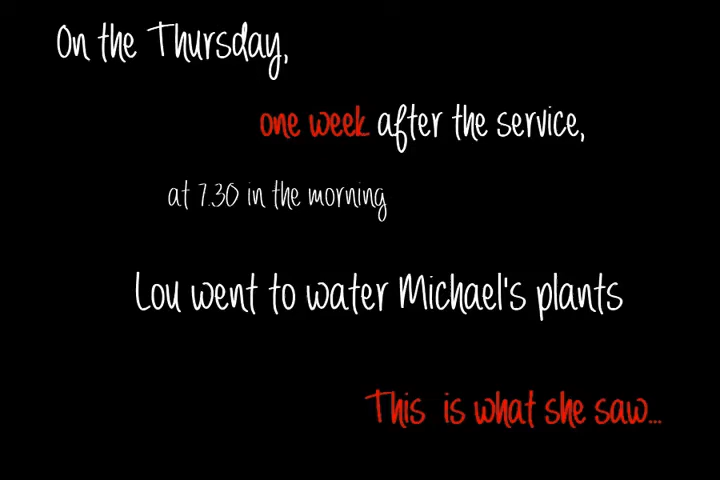 On the Thursday,
one week after the service,
at 7.30 in the morning
Lou went to water Michael's plants
This is what she saw...